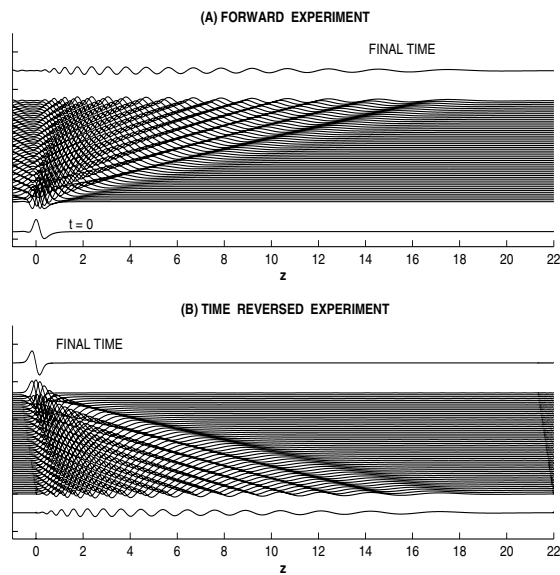 (A) FORWARD EXPERIMENT
FINAL TIME
t = 0
0 2 4 6 8 10 12 14 16 18 20 22
z
(B) TIME REVERSED EXPERIMENT
FINAL TIME
0 2 4 6 8 10 12 14 16 18 20 22
z